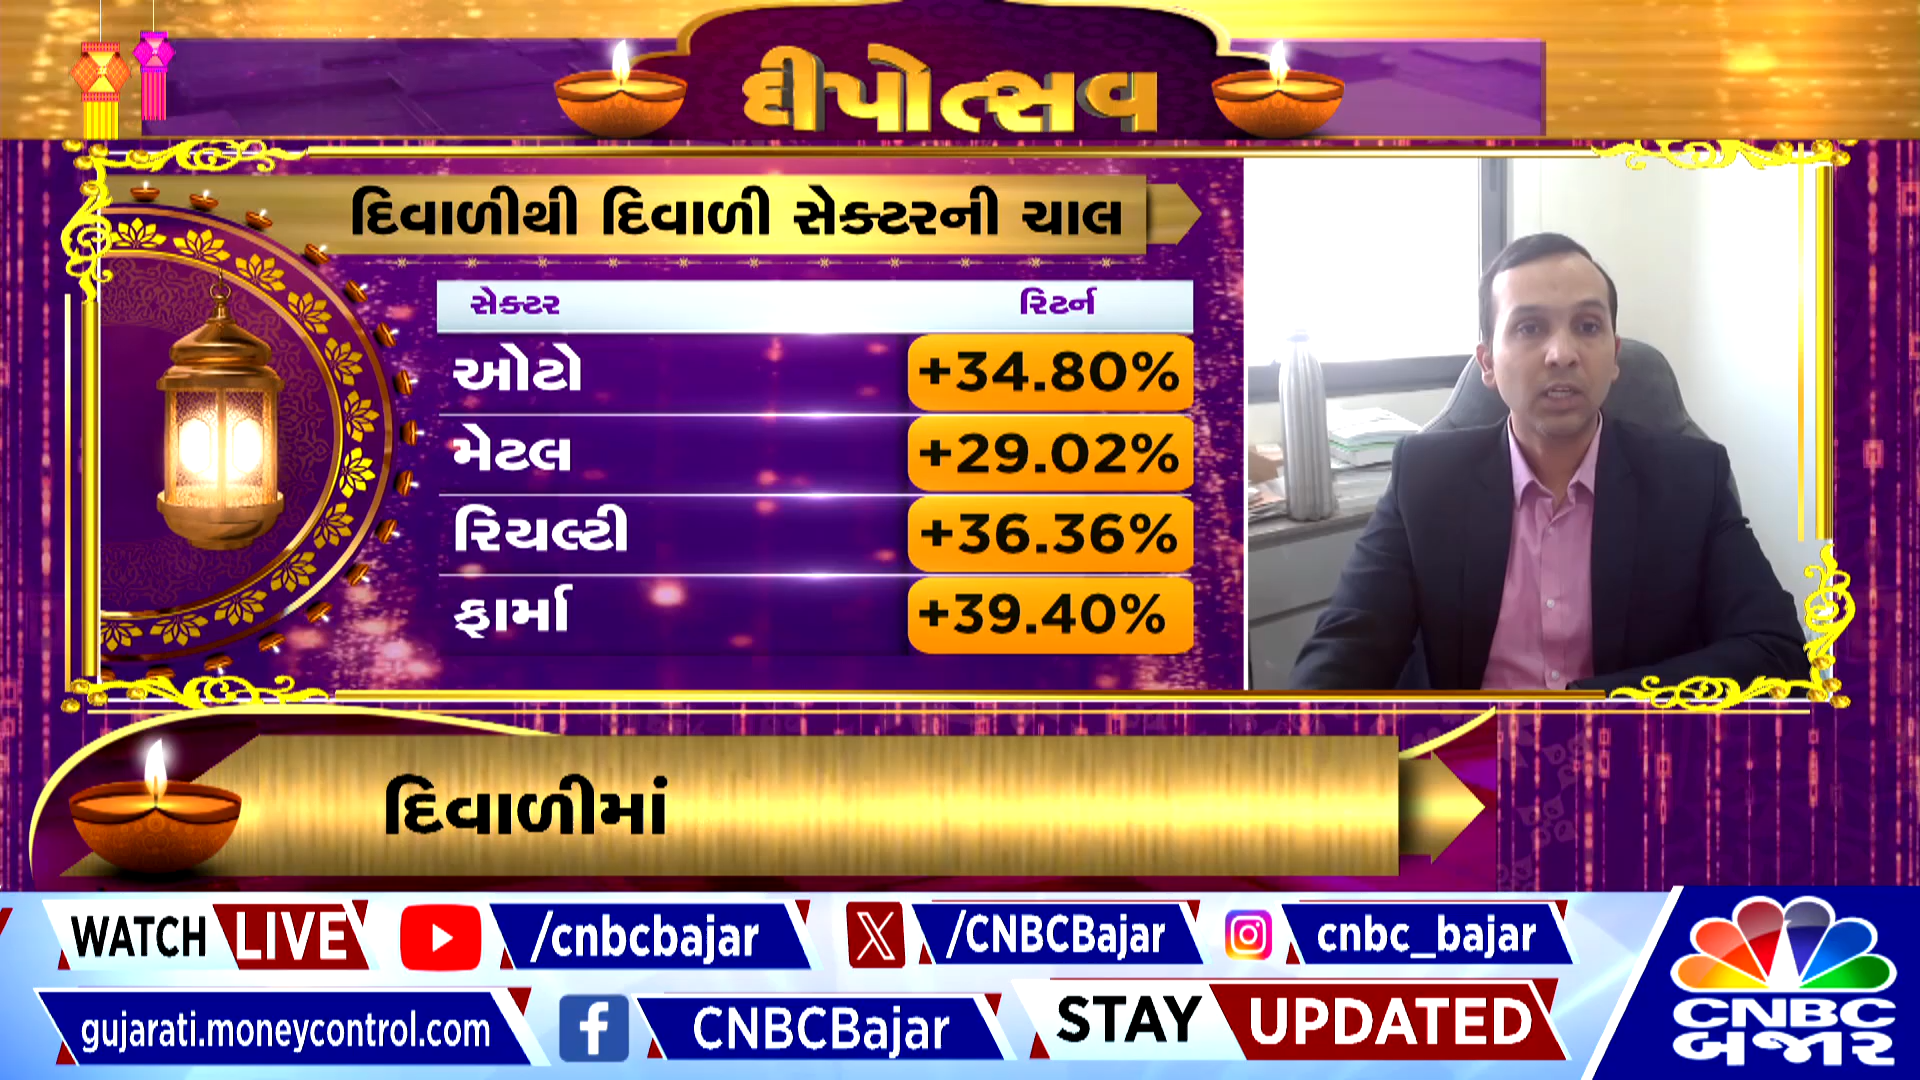 દીપોત્સવ
દિવાળીથી દિવાળી સેક્ટરની ચાલ
સેક્ટર રિટર્ન
ઓટો +34.80%
મેટલ +29.02%
રિયલ્ટી +36.36%
ફાર્મા +39.40%
દિવાળીમાં
WATCH LIVE /cnbcbajar /CNBCBajar cnbc_bajar
gujarati.moneycontrol.com CNBCBajar STAY UPDATED
CNBC
બજાર